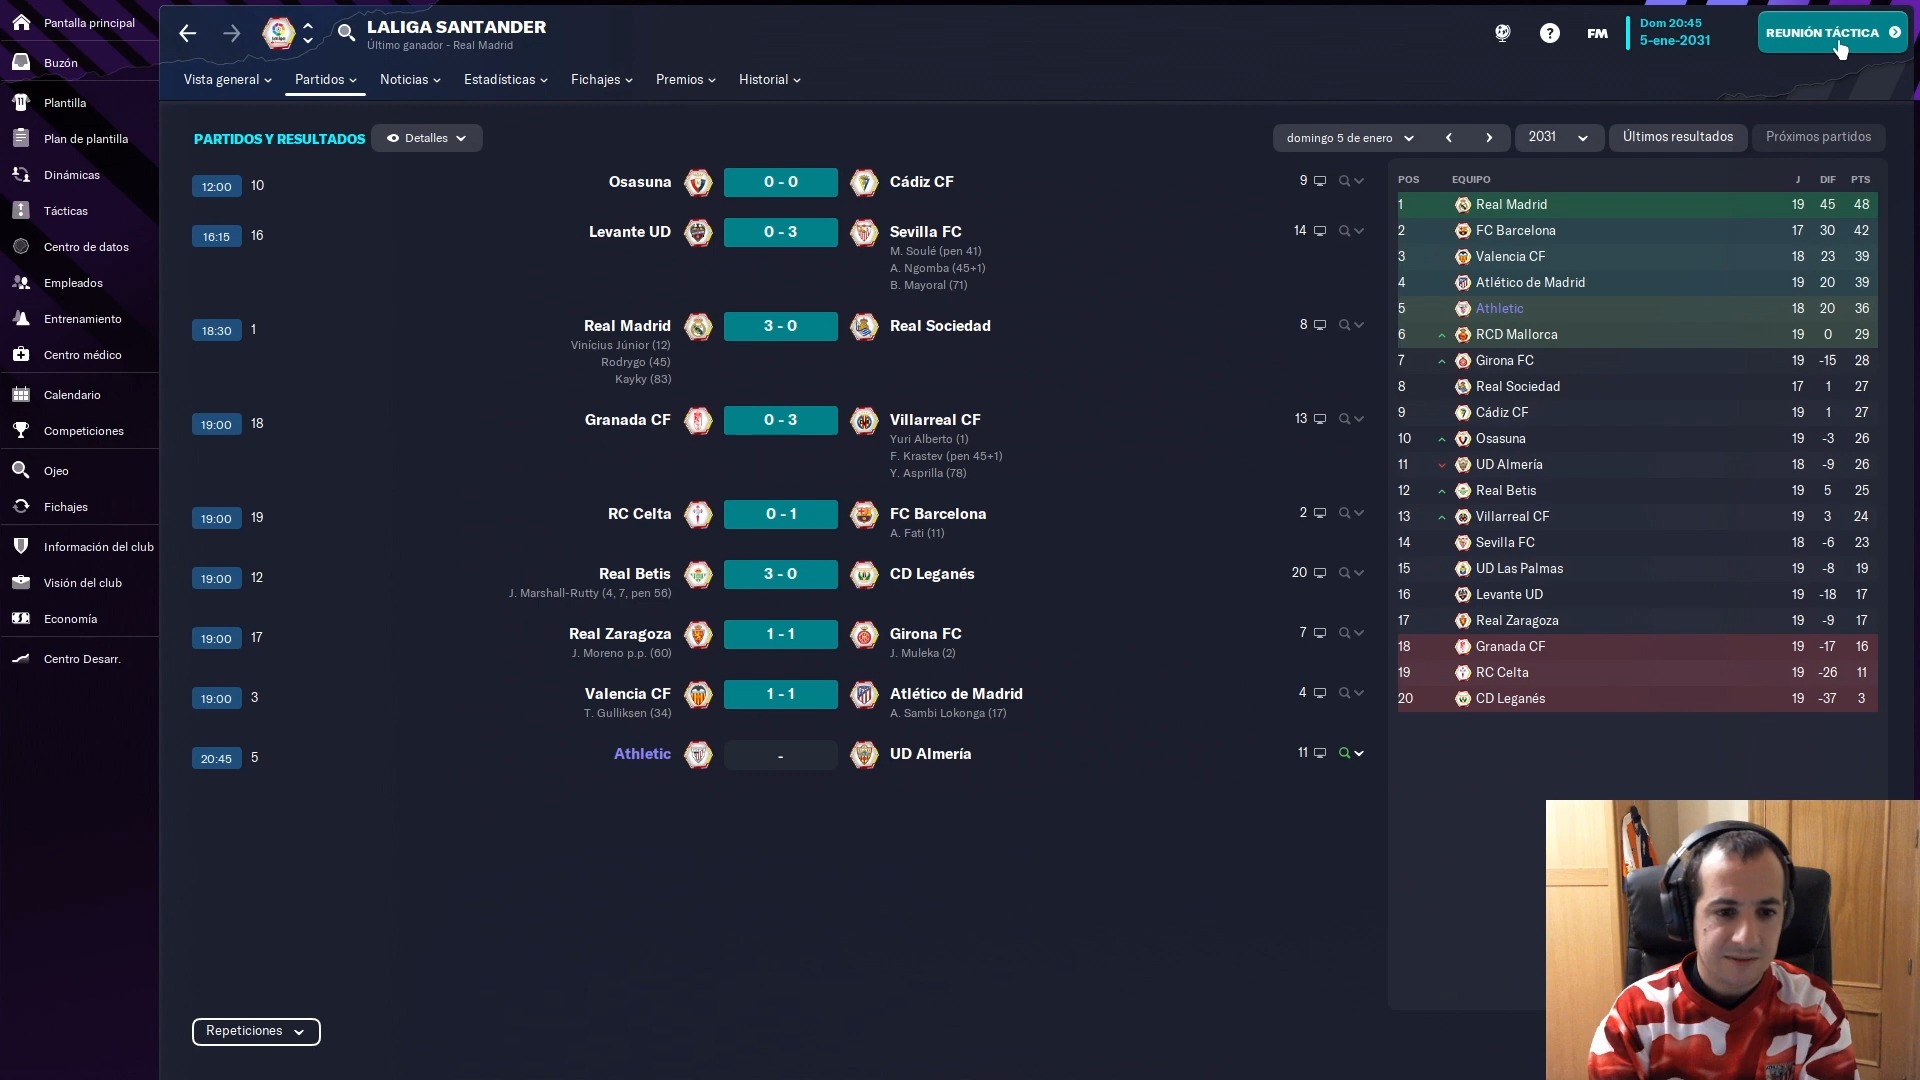 Pantalla principal
Buzón
Plantilla
Plan de plantilla
Dinámicas
Tácticas
Centro de datos
Empleados
Entrenamiento
Centro médico
Calendario
Competiciones
Ojeo
Fichajes
Información del club
Visión del club
Economía
Centro Desarr.
LALIGA SANTANDER
Último ganador - Real Madrid
FM
Dom 20:45
5-ene-2031
REUNIÓN TÁCTICA
Vista general Partidos Noticias Estadísticas Fichajes Premios Historial
PARTIDOS Y RESULTADOS Detalles domingo 5 de enero 2031 Últimos resultados Próximos partidos
12:00 10 Osasuna 0 - 0 Cádiz CF 9
16:15 16 Levante UD 0 - 3 Sevilla FC 14
M. Soulé (pen 41)
A. Ngomba (45+1)
B. Mayoral (71)
18:30 1 Real Madrid 3 - 0 Real Sociedad 8
Vinícius Júnior (12)
Rodrygo (45)
Kayky (83)
19:00 18 Granada CF 0 - 3 Villarreal CF 13
Yuri Alberto (1)
F. Krastev (pen 45+1)
Y. Asprilla (78)
19:00 19 RC Celta 0 - 1 FC Barcelona 2
A. Fati (11)
19:00 12 Real Betis 3 - 0 CD Leganés 20
J. Marshall-Rutty (4, 7, pen 56)
19:00 17 Real Zaragoza 1 - 1 Girona FC 7
J. Moreno p.p. (60) J. Muleka (2)
19:00 3 Valencia CF 1 - 1 Atlético de Madrid 4
T. Gulliksen (34) A. Sambi Lokonga (17)
20:45 5 Athletic - UD Almería 11
POS EQUIPO J DIF PTS
1 Real Madrid 19 45 48
2 FC Barcelona 17 30 42
3 Valencia CF 18 23 39
4 Atlético de Madrid 19 20 39
5 Athletic 18 20 36
6 RCD Mallorca 19 0 29
7 Girona FC 19 -15 28
8 Real Sociedad 17 1 27
9 Cádiz CF 19 1 27
10 Osasuna 19 -3 26
11 UD Almería 18 -9 26
12 Real Betis 19 5 25
13 Villarreal CF 19 3 24
14 Sevilla FC 18 -6 23
15 UD Las Palmas 19 -8 19
16 Levante UD 19 -18 17
17 Real Zaragoza 19 -9 17
18 Granada CF 19 -17 16
19 RC Celta 19 -26 11
20 CD Leganés 19 -37 3
Repeticiones